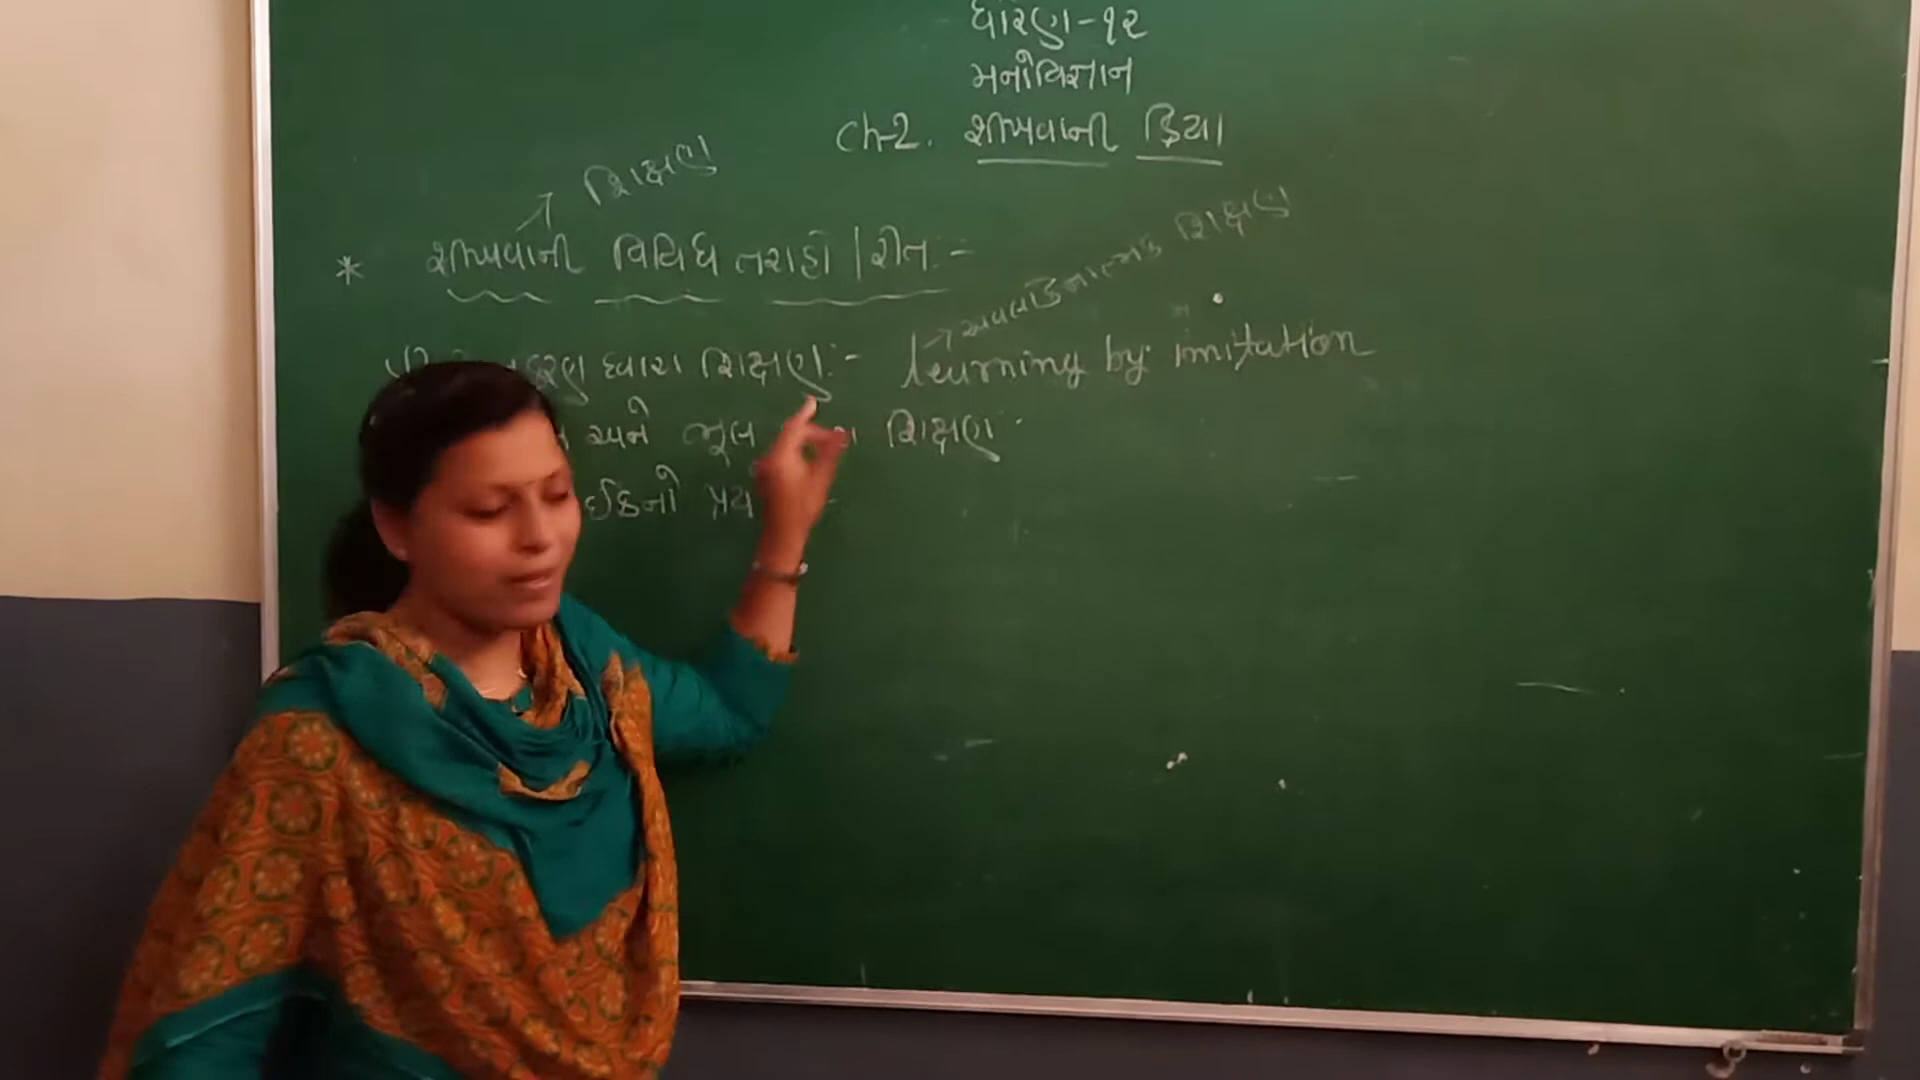 ધોરણ-૧૨
મનોવિજ્ઞાન
Ch-2. શીખવાની ક્રિયા
શિક્ષણ
* શીખવાની વિવિધ તરાહો / રીત :-
અવલોકનાત્મક શિક્ષણ
દ્વારા શિક્ષણ :- learning by imitation
અને ભૂલ શિક્ષણ